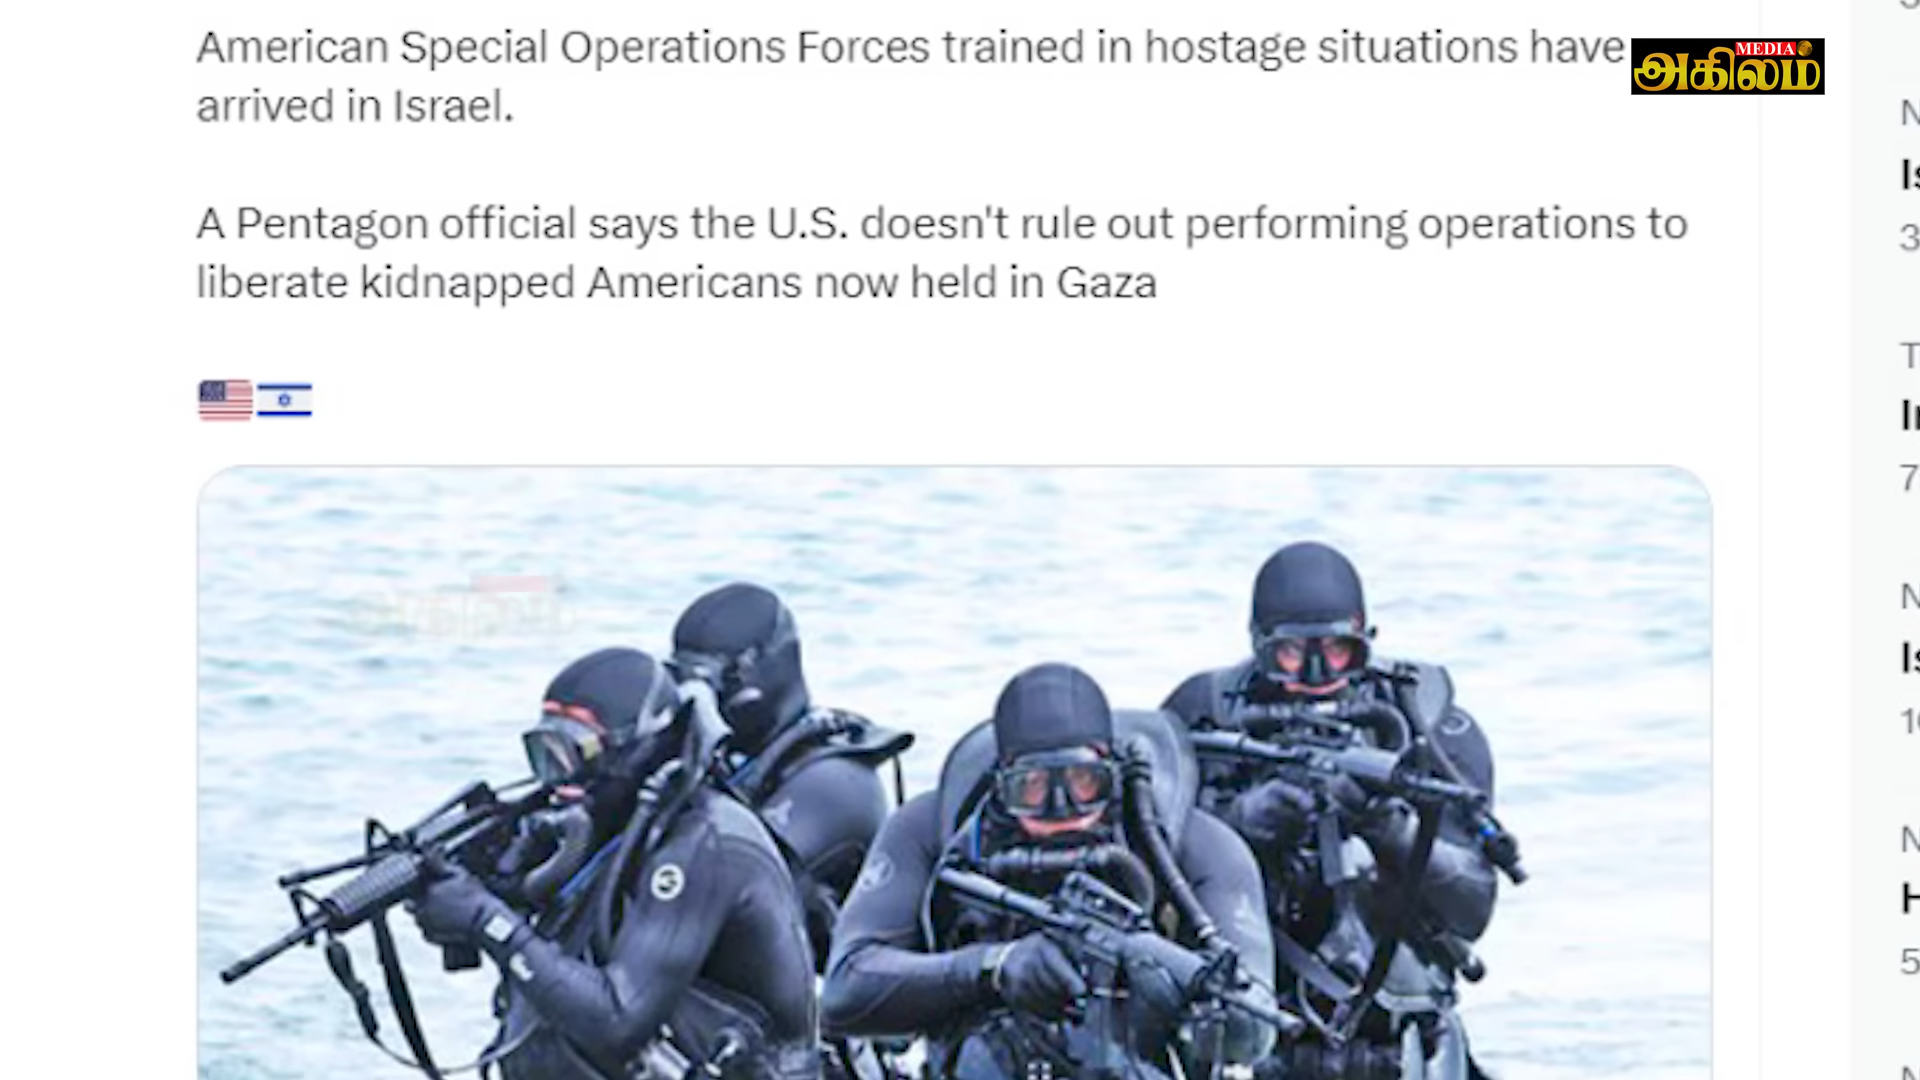 American Special Operations Forces trained in hostage situations have
arrived in Israel.
MEDIA
அகிலம்
A Pentagon official says the U.S. doesn't rule out performing operations to
liberate kidnapped Americans now held in Gaza